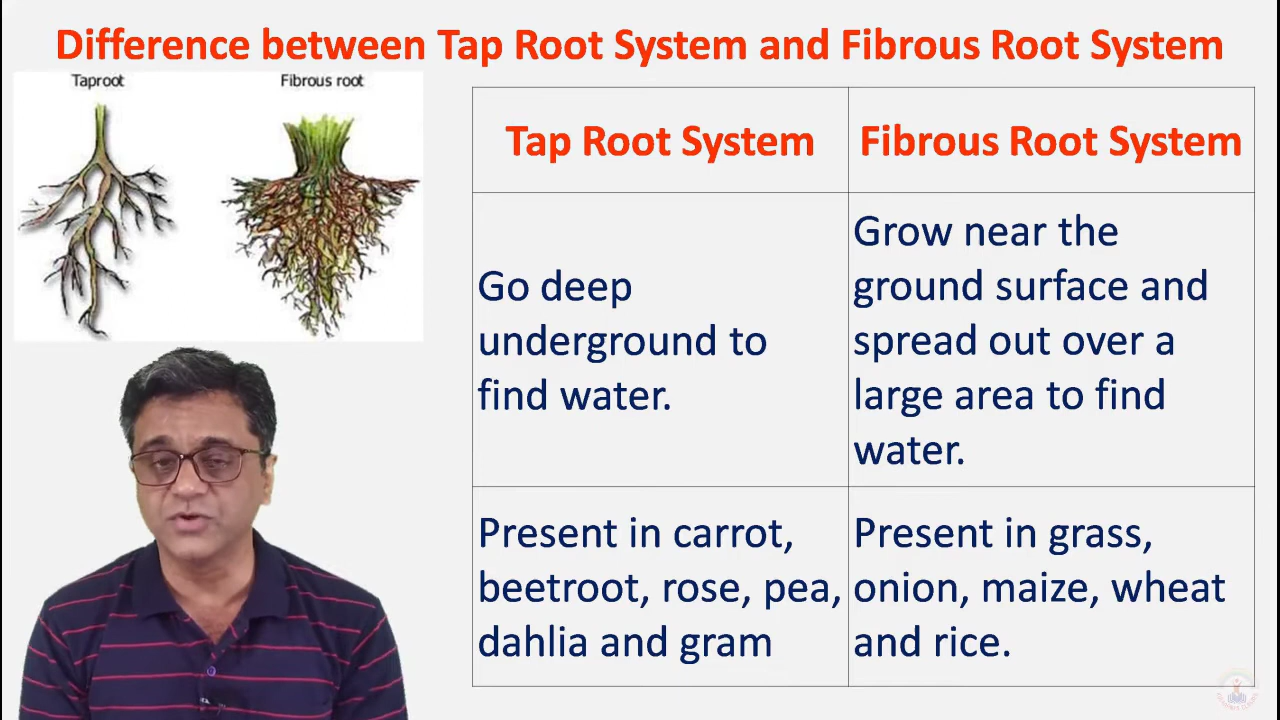 Difference between Tap Root System and Fibrous Root System
Taproot
Fibrous root
Tap Root System
Fibrous Root System
Go deep
underground to
find water.
Grow near the
ground surface and
spread out over a
large area to find
water.
Present in carrot,
beetroot, rose, pea,
dahlia and gram
Present in grass,
onion, maize, wheat
and rice.